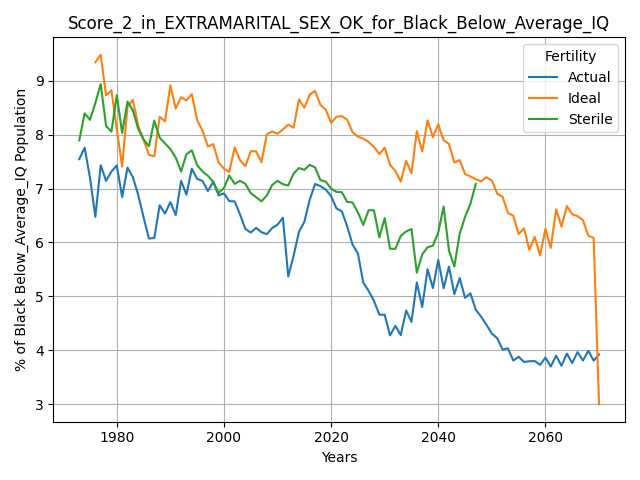 Score_2_in_EXTRAMARITAL_SEX_OK_for_Black_Below_Average_IQ
Fertility
Actual
Ideal
Sterile
% of Black Below_Average_IQ Population
9
8
7
6
5
4
3
1980 2000 2020 2040 2060
Years